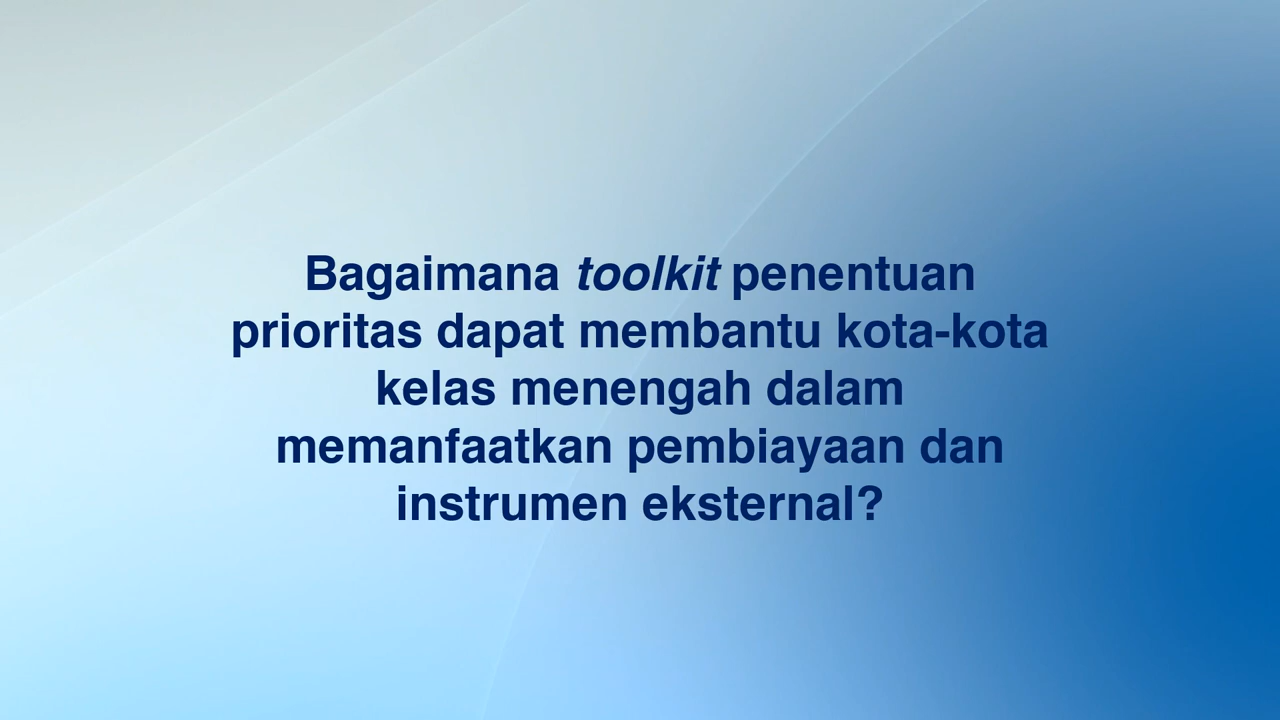 Bagaimana toolkit penentuan
prioritas dapat membantu kota-kota
kelas menengah dalam
memanfaatkan pembiayaan dan
instrumen eksternal?